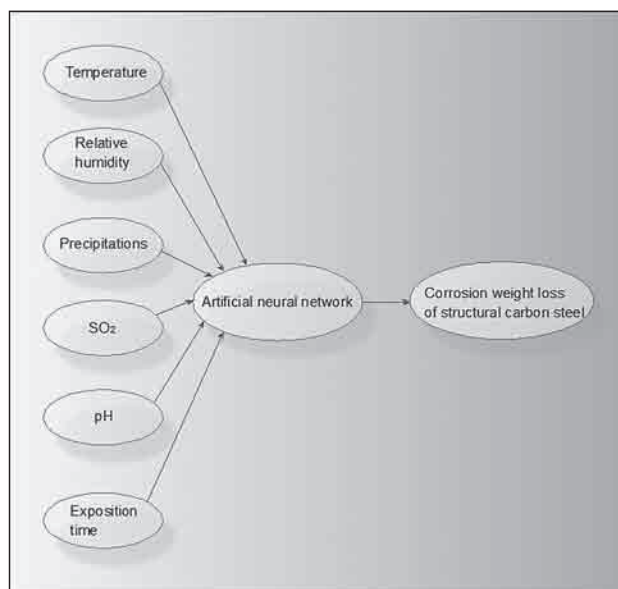 Temperature
Relative
humidity
Precipitations
SO₂
pH
Exposition
time
Artificial neural network
Corrosion weight loss
of structural carbon steel